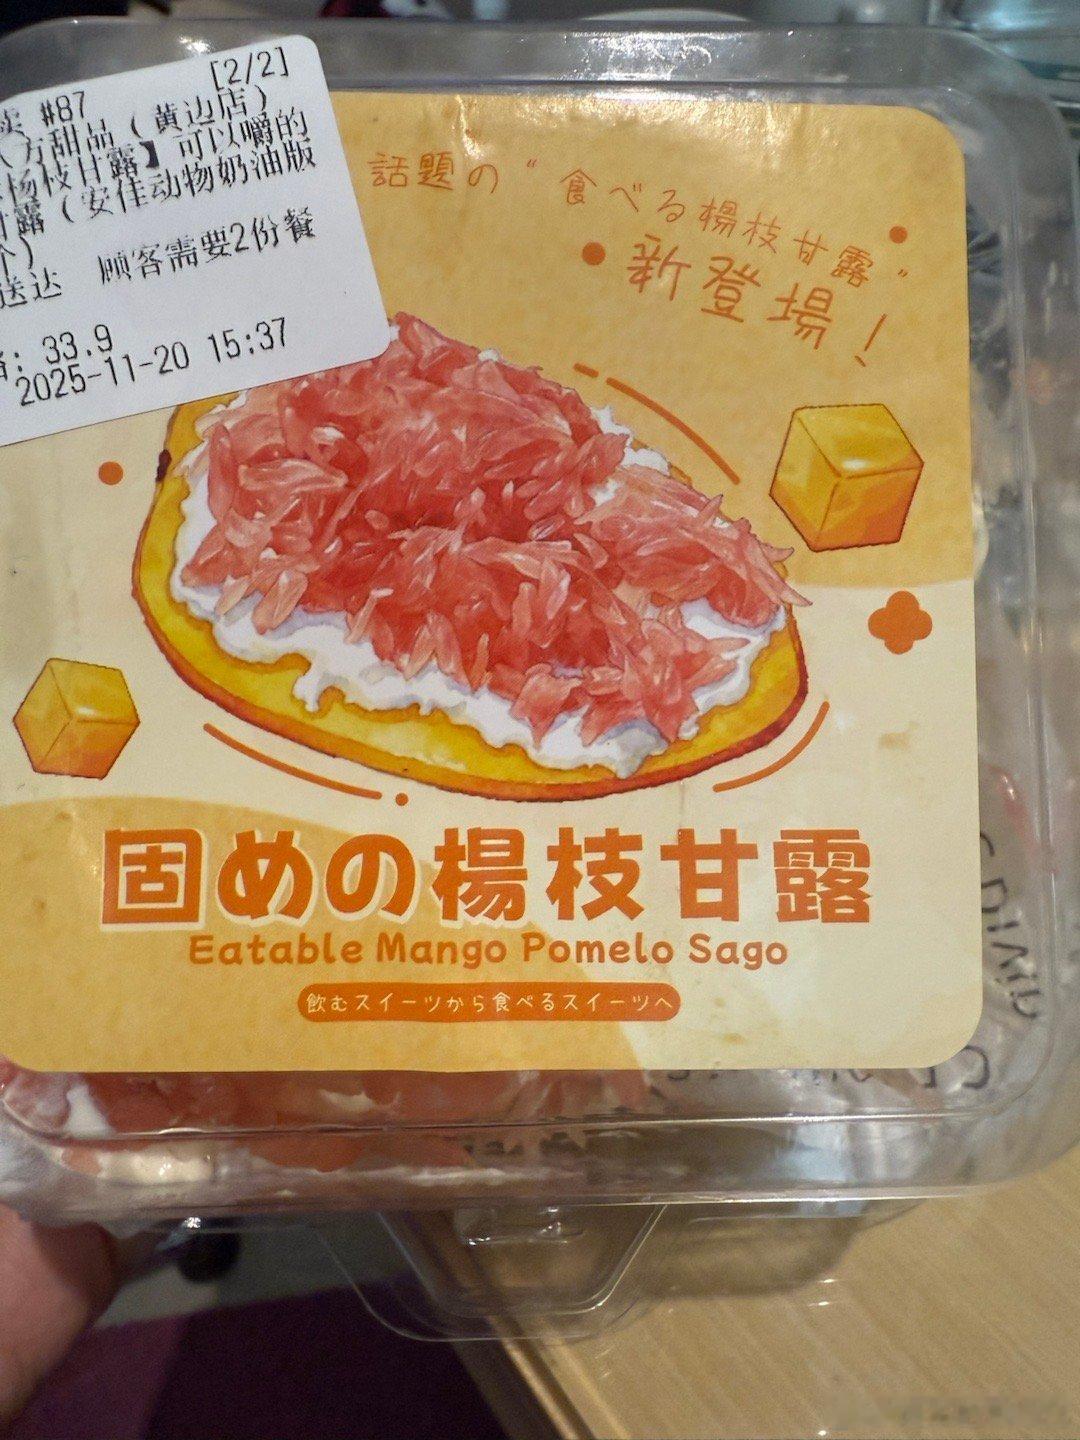 [2/2]
卖 #87
方甜品（黄边店）
杨枝甘露】可以嚼的
甘露（安佳动物奶油版
个）
送达 顾客需要2份餐
: 33.9
2025-11-20 15:37
話題の“食べる楊枝甘露”
新登場！
固めの楊枝甘露
Eatable Mango Pomelo Sago
飲むスイーツから食べるスイーツへ